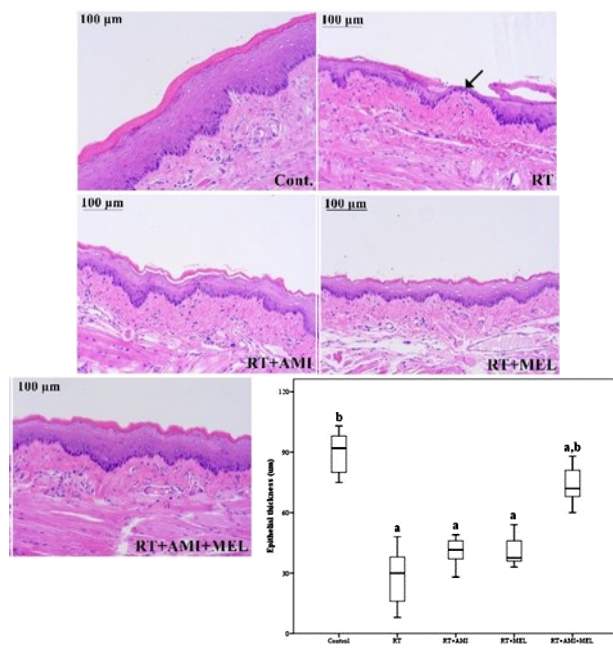 100 µm
Cont.
100 µm
RT
100 µm
RT+AMI
100 µm
RT+MEL
100 µm
RT+AMI+MEL
Epithelial thickness (um)
120
90
60
30
0
b
a
a
a
a,b
Control
RT
RT+AMI
RT+MEL
RT+AMI+MEL